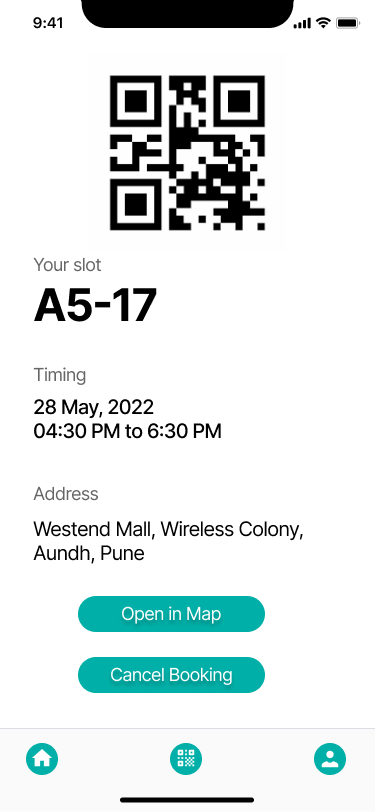 9:41
Your slot
A5-17
Timing
28 May, 2022
04:30 PM to 6:30 PM
Address
Westend Mall, Wireless Colony,
Aundh, Pune
Open in Map
Cancel Booking